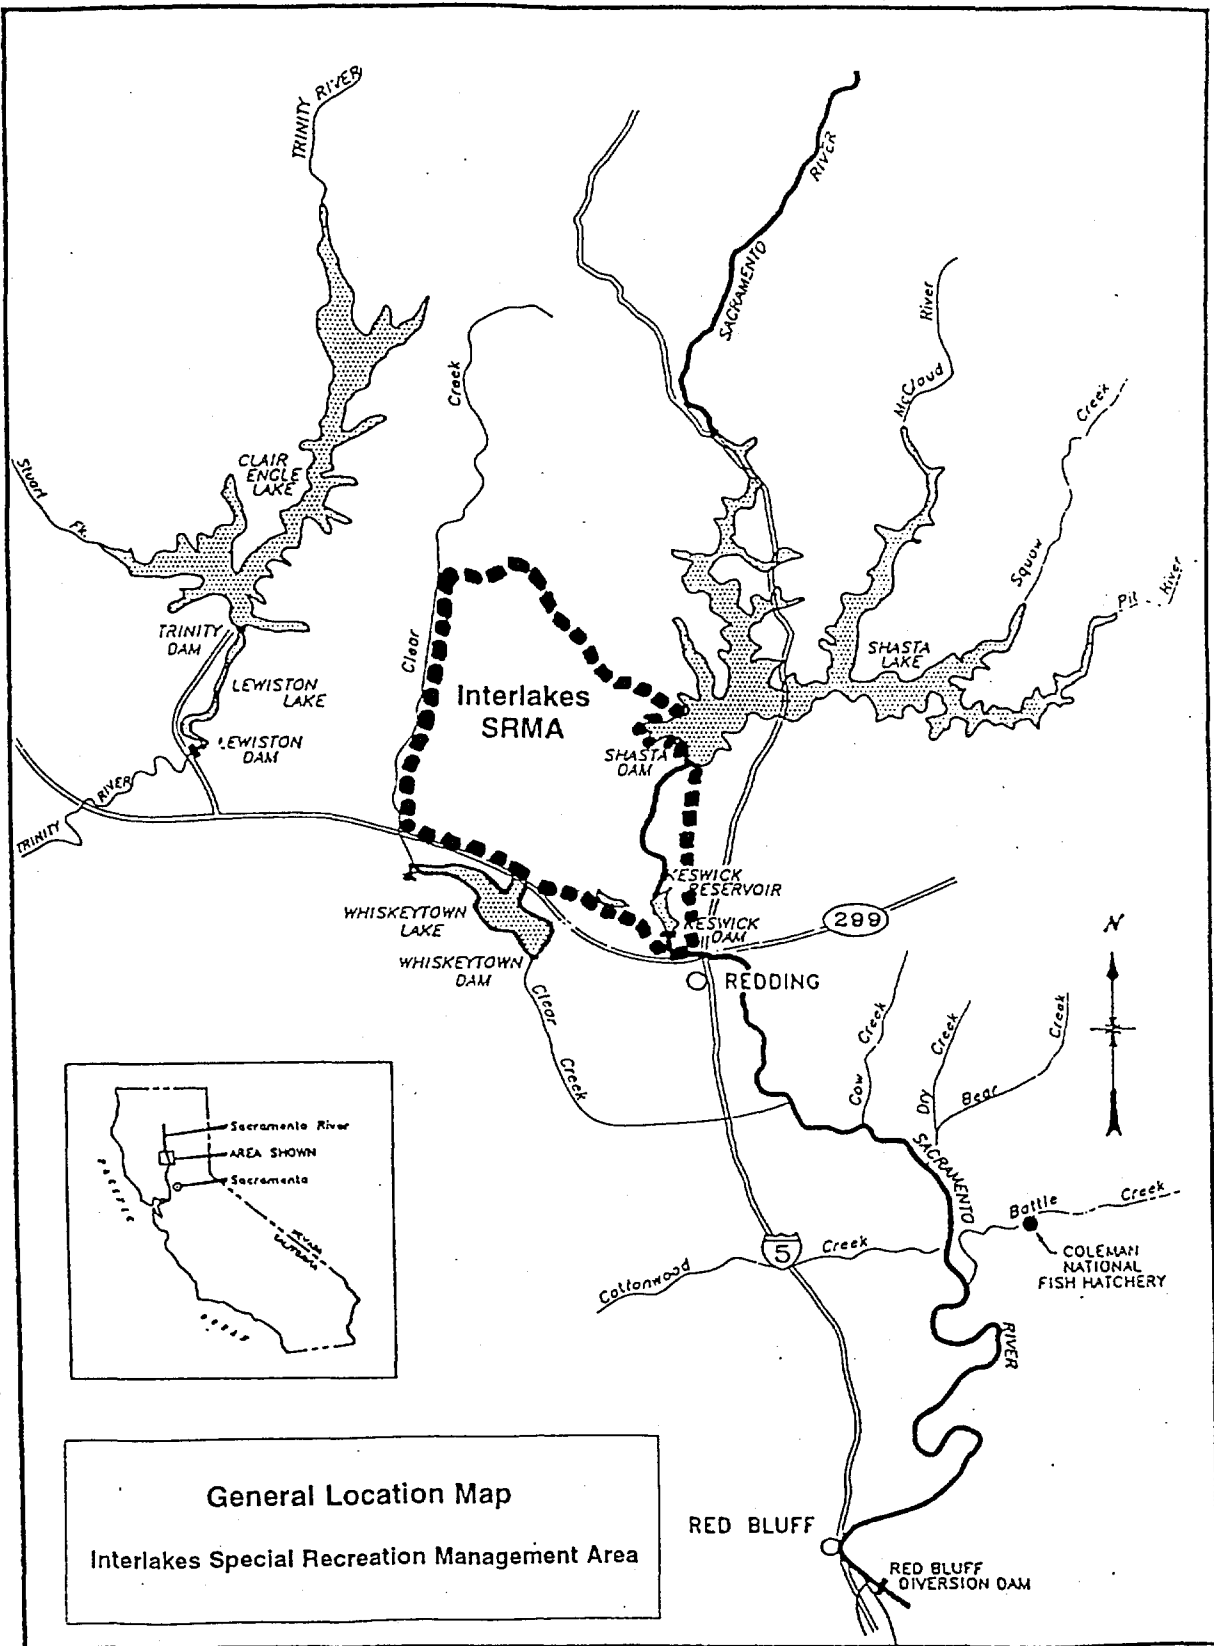 TRINITY RIVER
SACRAMENTO
RIVER
McCloud
River
Creek
Squaw
Creek
Pit
River
CLAIR
ENGLE
LAKE
Stuart
Fk.
Clear
TRINITY
DAM
LEWISTON
LAKE
LEWISTON
DAM
TRINITY
RIVER
Interlakes
SRMA
SHASTA
LAKE
SHASTA
DAM
KESWICK
RESERVOIR
KESWICK
DAM
299
WHISKEYTOWN
LAKE
WHISKEYTOWN
DAM
REDDING
N
Clear
Creek
Cow
Creek
Dry
Creek
Bear
Creek
SACRAMENTO
RIVER
Battle
Creek
COLEMAN
NATIONAL
FISH HATCHERY
Cottonwood
Creek
5
Sacramento River
AREA SHOWN
Sacramento
PACIFIC
OCEAN
General Location Map
Interlakes Special Recreation Management Area
RED BLUFF
RED BLUFF
DIVERSION DAM